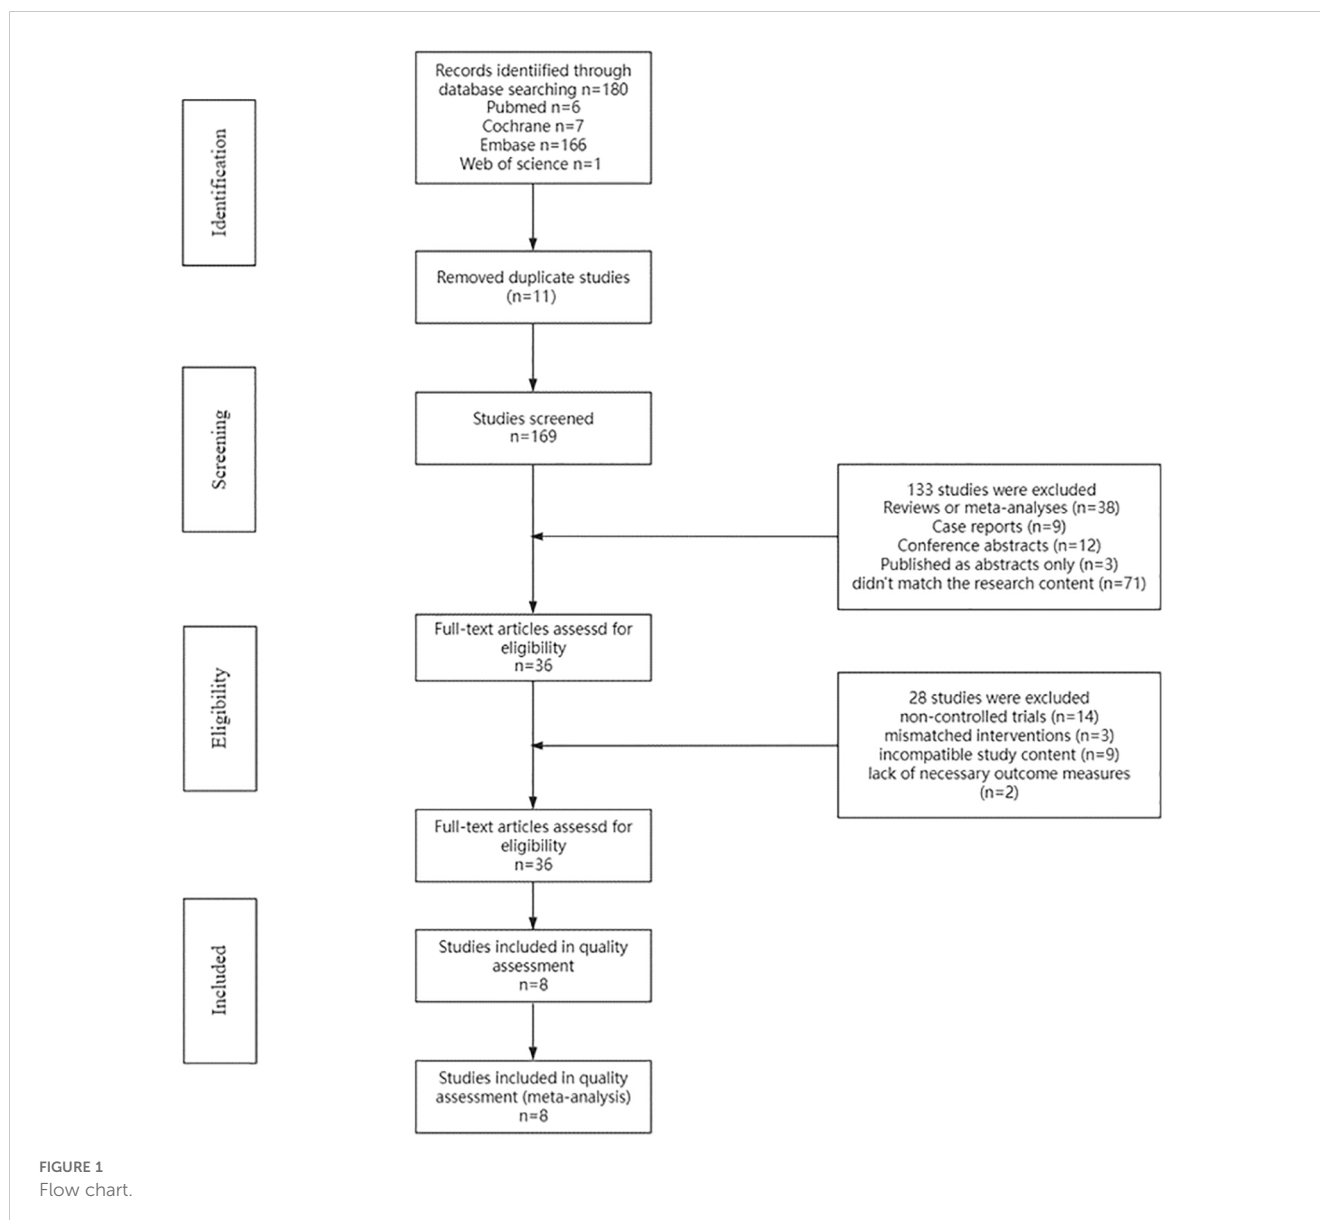 Identification
Records identiified through
database searching n=180
Pubmed n=6
Cochrane n=7
Embase n=166
Web of science n=1
Removed duplicate studies
(n=11)
Screening
Studies screened
n=169
133 studies were excluded
Reviews or meta-analyses (n=38)
Case reports (n=9)
Conference abstracts (n=12)
Published as abstracts only (n=3)
didn't match the research content (n=71)
Eligibility
Full-text articles assessd for
eligibility
n=36
28 studies were excluded
non-controlled trials (n=14)
mismatched interventions (n=3)
incompatible study content (n=9)
lack of necessary outcome measures
(n=2)
Full-text articles assessd for
eligibility
n=36
Included
Studies included in quality
assessment
n=8
Studies included in quality
assessment (meta-analysis)
n=8
FIGURE 1
Flow chart.